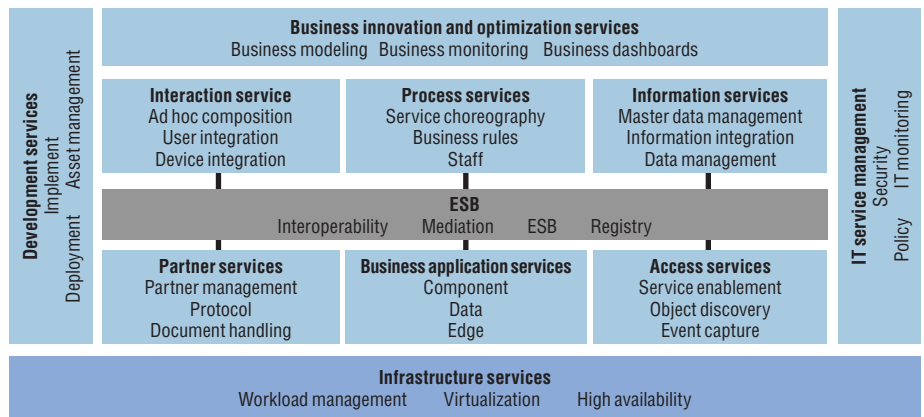 Development services
Implement
Asset management
Deployment
Business innovation and optimization services
Business modeling Business monitoring Business dashboards
Interaction service
Ad hoc composition
User integration
Device integration
Process services
Service choreography
Business rules
Staff
Information services
Master data management
Information integration
Data management
ESB
Interoperability Mediation ESB Registry
Partner services
Partner management
Protocol
Document handling
Business application services
Component
Data
Edge
Access services
Service enablement
Object discovery
Event capture
IT service management
Security
IT monitoring
Policy
Infrastructure services
Workload management Virtualization High availability